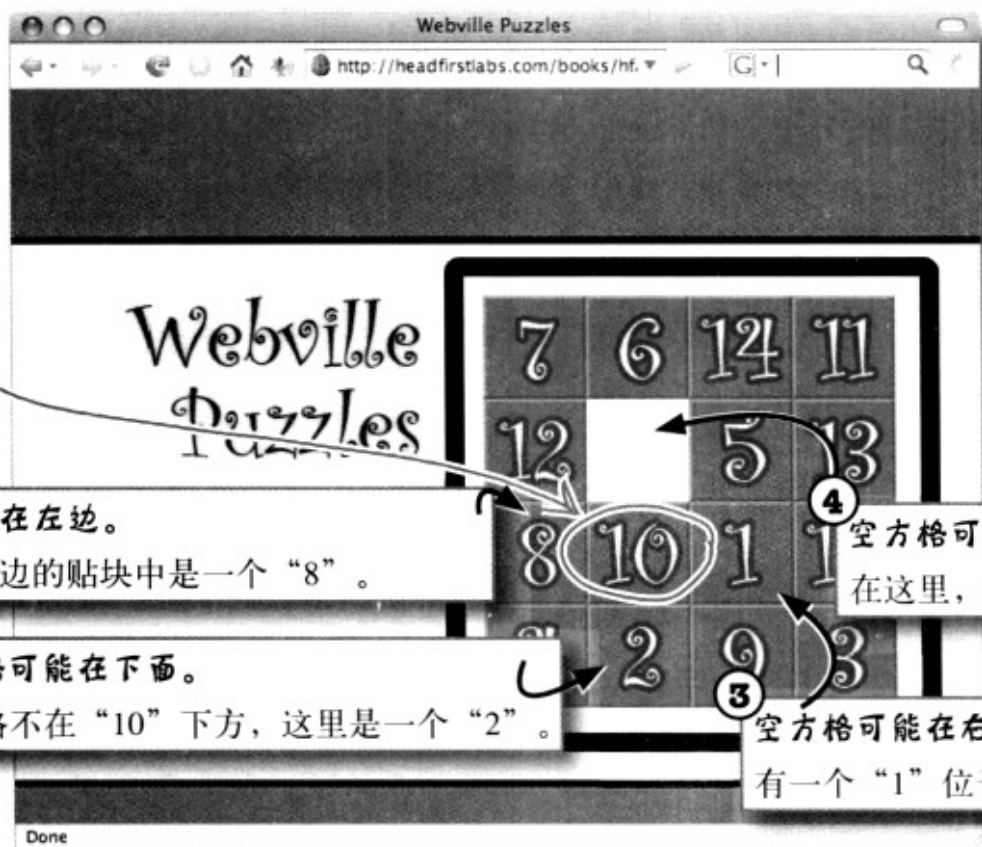 Webville Puzzles
http://headfirstlabs.com/books/hf.
G
Webville
Puzzles
7 6 14 11
12 5 13
8 10 1
2 9 3
在左边。
边的贴块中是一个“8”。
可能在下面。
不在“10”下方，这里是一个“2”。
3
空方格可能在右
有一个“1”位
4
空方格可
在这里，
Done